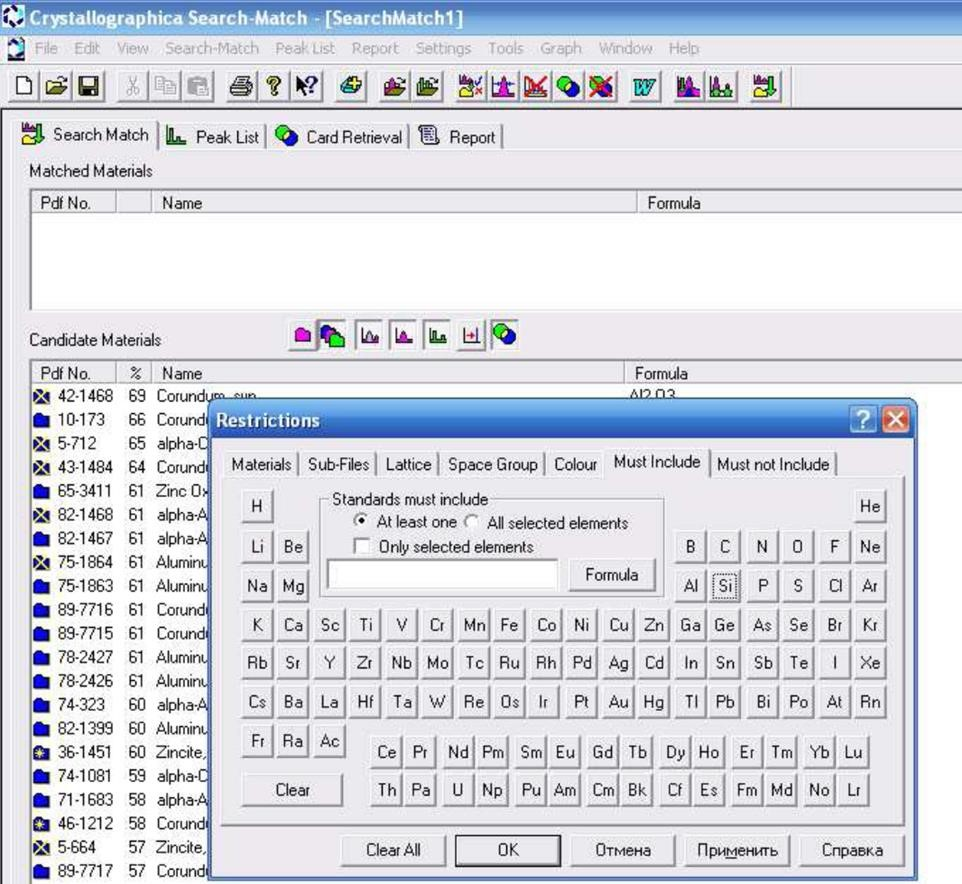 Crystallographica Search-Match - [SearchMatch1]
File Edit View Search-Match Peak List Report Settings Tools Graph Window Help
Search Match Peak List Card Retrieval Report
Matched Materials
Pdf No. Name Formula
Candidate Materials
Pdf No. % Name Formula
42-1468 69 Corundum, syn Al2 O3
10-173 66 Corund
5-712 65 alpha-C
43-1484 64 Corund
65-3411 61 Zinc Ox
82-1468 61 alpha-A
82-1467 61 alpha-A
75-1864 61 Aluminu
75-1863 61 Aluminu
89-7716 61 Corund
89-7715 61 Corund
78-2427 61 Aluminu
78-2426 61 Aluminu
74-323 60 alpha-A
82-1399 60 Aluminu
36-1451 60 Zincite,
74-1081 59 alpha-C
71-1683 58 alpha-A
46-1212 58 Corund
5-664 57 Zincite,
89-7717 57 Corund
Restrictions
Materials Sub-Files Lattice Space Group Colour Must Include Must not Include
Standards must include
At least one All selected elements
Only selected elements
Formula
H He
Li Be B C N O F Ne
Na Mg Al Si P S Cl Ar
K Ca Sc Ti V Cr Mn Fe Co Ni Cu Zn Ga Ge As Se Br Kr
Rb Sr Y Zr Nb Mo Tc Ru Rh Pd Ag Cd In Sn Sb Te I Xe
Cs Ba La Hf Ta W Re Os Ir Pt Au Hg Tl Pb Bi Po At Rn
Fr Ra Ac
Ce Pr Nd Pm Sm Eu Gd Tb Dy Ho Er Tm Yb Lu
Clear Th Pa U Np Pu Am Cm Bk Cf Es Fm Md No Lr
Clear All OK Отмена Применить Справка